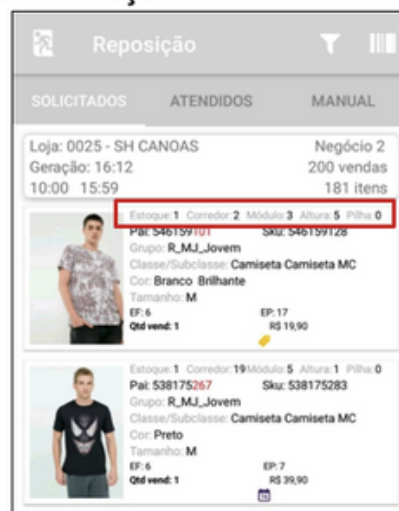 Reposição
SOLICITADOS ATENDIDOS MANUAL
Loja: 0025 - SH CANOAS Negócio 2
Geração: 16:12 200 vendas
10:00 15:59 181 itens
Estoque: 1 Corredor: 2 Módulo: 3 Altura: 5 Pilha: 0
Pai: 546159101 Sku: 546159128
Grupo: R_MJ_Jovem
Classe/Subclasse: Camiseta Camiseta MC
Cor: Branco Brilhante
Tamanho: M
EF: 6 EP: 17
Qtd vend: 1 R$ 19,90
Estoque: 1 Corredor: 19 Módulo: 5 Altura: 1 Pilha: 0
Pai: 538175267 Sku: 538175283
Grupo: R_MJ_Jovem
Classe/Subclasse: Camiseta Camiseta MC
Cor: Preto
Tamanho: M
EF: 6 EP: 7
Qtd vend: 1 R$ 39,90